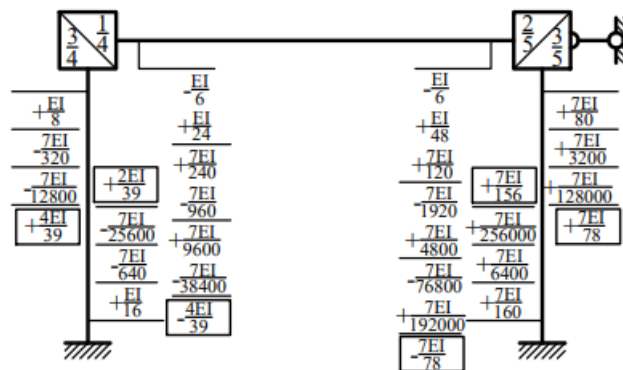 3/4 1/4
2/5 3/5
+EI/8
-7EI/320
-7EI/12800
+4EI/39
+2EI/39
-7EI/25600
-7EI/640
+EI/16
-EI/6
+EI/24
+7EI/240
-7EI/960
+7EI/9600
-7EI/38400
-4EI/39
-EI/6
+EI/48
+7EI/120
-7EI/1920
+7EI/4800
-7EI/76800
+7EI/192000
-7EI/78
+7EI/156
+7EI/256000
+7EI/6400
+7EI/160
+7EI/80
+7EI/3200
+7EI/128000
+7EI/78